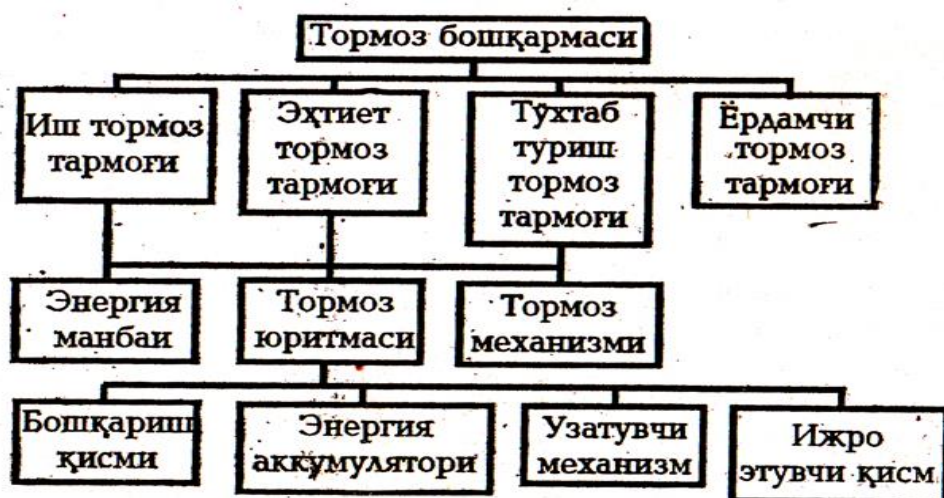 Тормоз бошқармаси
Иш тормоз
тармоғи
Эҳтиет
тормоз
тармоғи
Тўхтаб
туриш
тормоз
тармоғи
Ёрдамчи
тормоз
тармоғи
Энергия
манбаи
Тормоз
юритмаси
Тормоз
механизми
Бошқариш
қисми
Энергия
аккумулятори
Узатувчи
механизм
Ижро
этувчи қисм